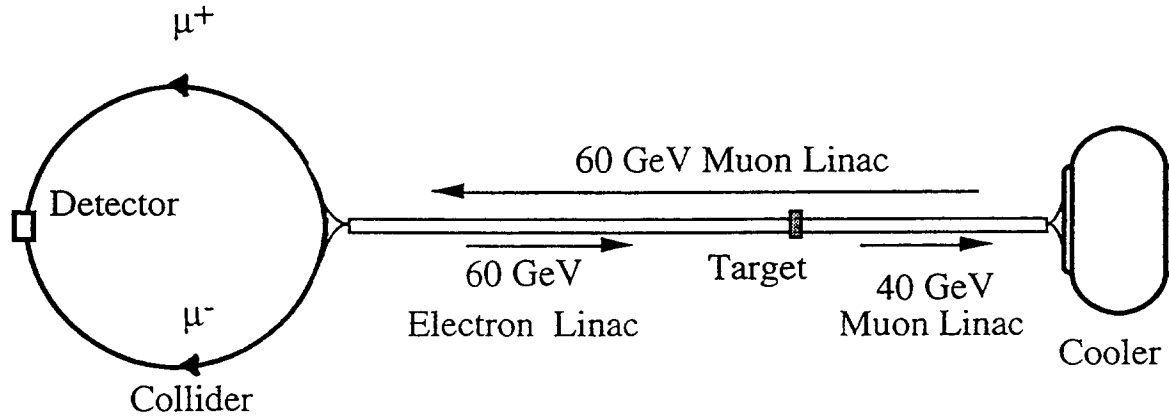 μ+
60 GeV Muon Linac
Detector
60 GeV
Electron Linac
Target
40 GeV
Muon Linac
μ-
Cooler
Collider